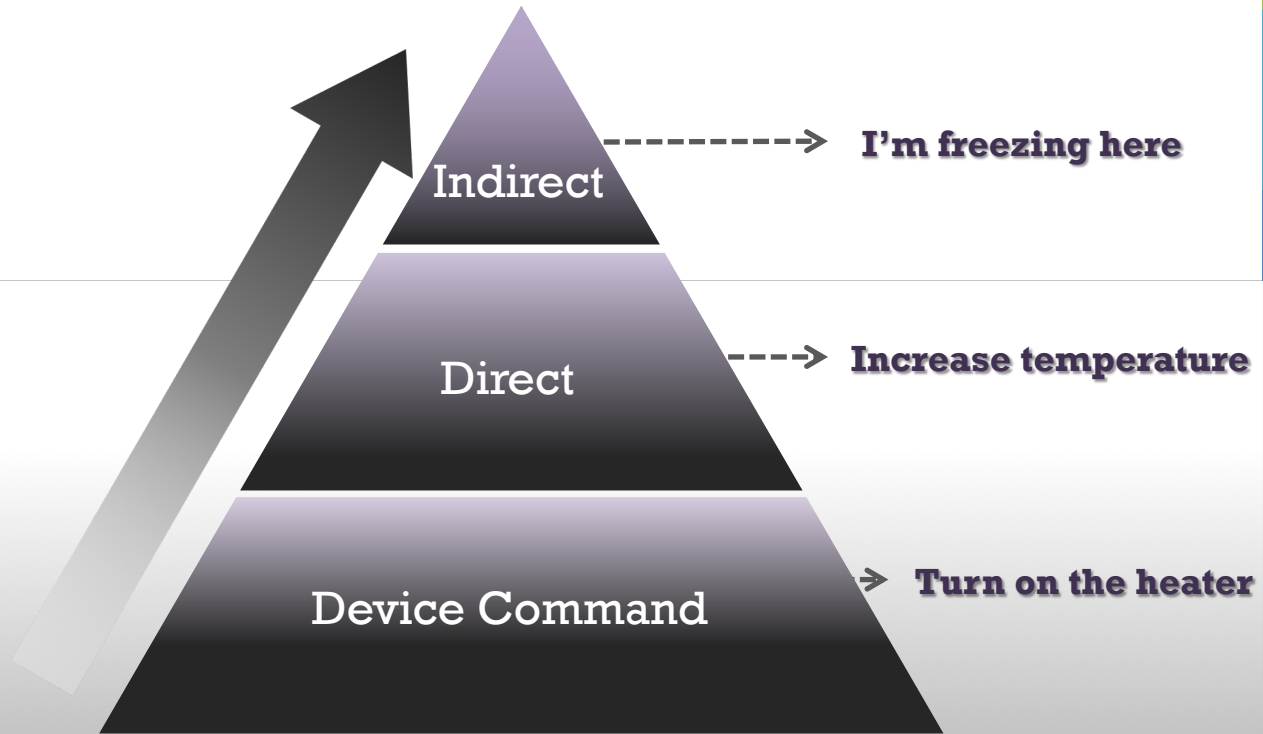 Indirect
I’m freezing here
Direct
Increase temperature
Device Command
Turn on the heater